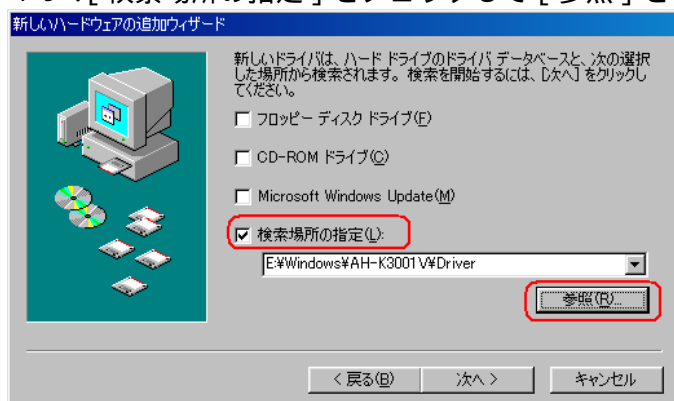 新しいハードウェアの追加ウィザード
新しいドライバは、ハード ドライブのドライバ データベースと、次の選択
した場所から検索されます。検索を開始するには、[次へ] をクリックし
てください。
フロッピー ディスク ドライブ(F)
CD-ROM ドライブ(C)
Microsoft Windows Update(M)
検索場所の指定(L):
E:¥Windows¥AH-K3001V¥Driver
参照(R)...
< 戻る(B)
次へ >
キャンセル